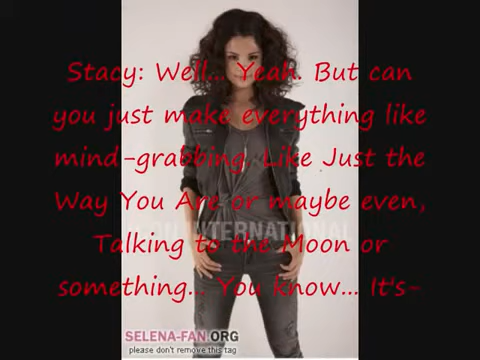 Stacy: Well... Yeah. But can
you just make everything like
mind-grabbing. Like Just the
Way You Are or maybe even,
Talking to the Moon or
something... You know... It's-
INTERNATIONAL
SELENA-FAN.ORG
please don't remove this tag